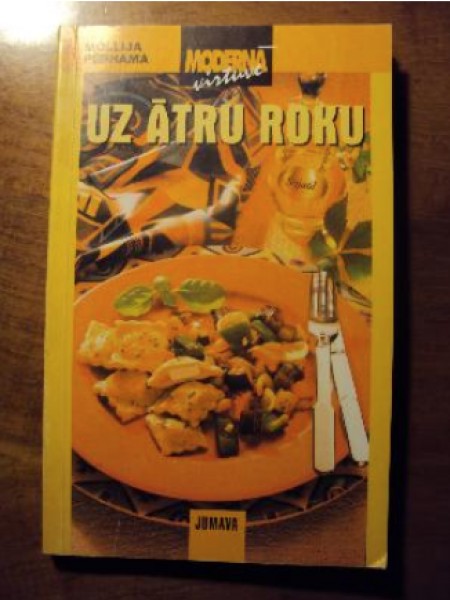 MOLLIJA
PERHAMA
MODERNĀ
virtuve
UZ ĀTRU ROKU
JUMAVA